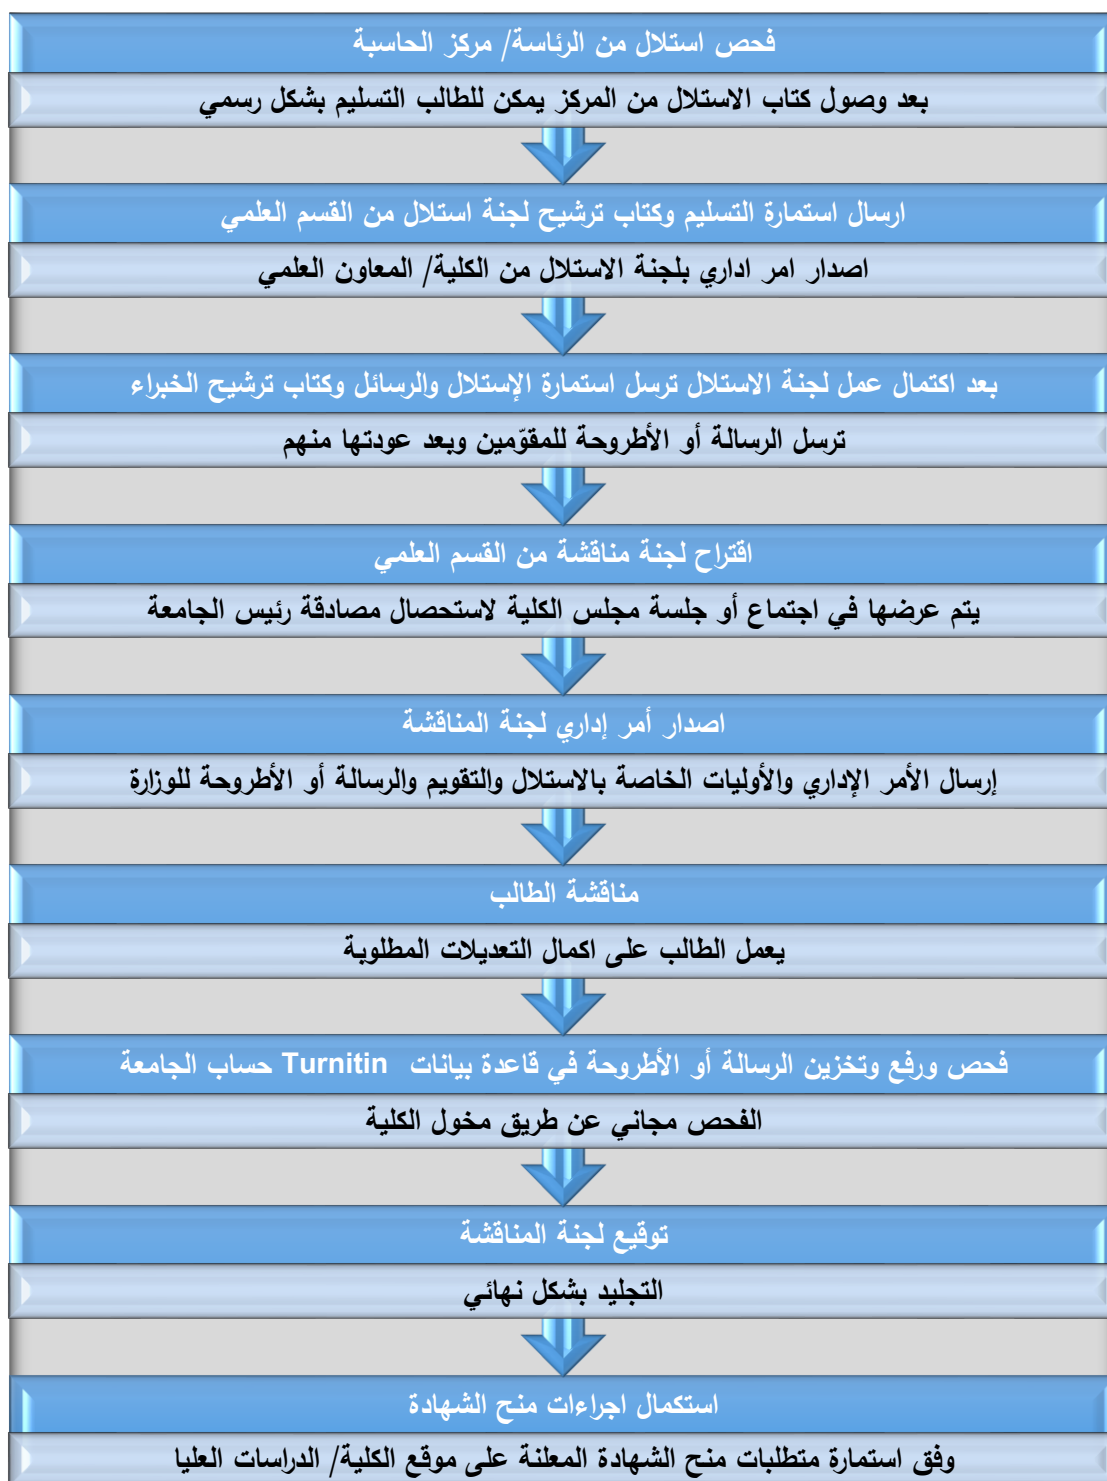 فحص استلال من الرئاسة/ مركز الحاسبة
بعد وصول كتاب الاستلال من المركز يمكن للطالب التسليم بشكل رسمي
ارسال استمارة التسليم وكتاب ترشيح لجنة استلال من القسم العلمي
اصدار امر اداري بلجنة الاستلال من الكلية/ المعاون العلمي
بعد اكتمال عمل لجنة الاستلال ترسل استمارة الإستلال والرسائل وكتاب ترشيح الخبراء
ترسل الرسالة أو الأطروحة للمقوّمين وبعد عودتها منهم
اقتراح لجنة مناقشة من القسم العلمي
يتم عرضها في اجتماع أو جلسة مجلس الكلية لاستحصال مصادقة رئيس الجامعة
اصدار أمر إداري لجنة المناقشة
إرسال الأمر الإداري والأوليات الخاصة بالاستلال والتقويم والرسالة أو الأطروحة للوزارة
مناقشة الطالب
يعمل الطالب على اكمال التعديلات المطلوبة
فحص ورفع وتخزين الرسالة أو الأطروحة في قاعدة بيانات Turnitin حساب الجامعة
الفحص مجاني عن طريق مخول الكلية
توقيع لجنة المناقشة
التجليد بشكل نهائي
استكمال اجراءات منح الشهادة
وفق استمارة متطلبات منح الشهادة المعلنة على موقع الكلية/ الدراسات العليا